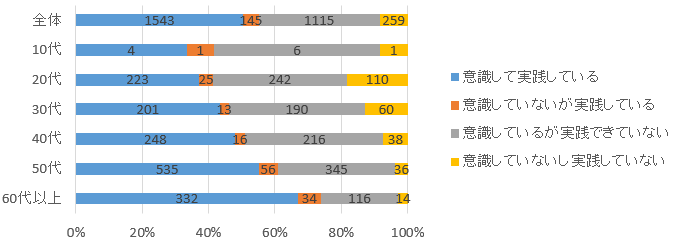 全体 1543 145 1115 259
10代 4 1 6 1
20代 223 25 242 110
30代 201 13 190 60
40代 248 16 216 38
50代 535 56 345 36
60代以上 332 34 116 14
0% 20% 40% 60% 80% 100%
意識して実践している
意識していないが実践している
意識しているが実践できていない
意識していないし実践していない